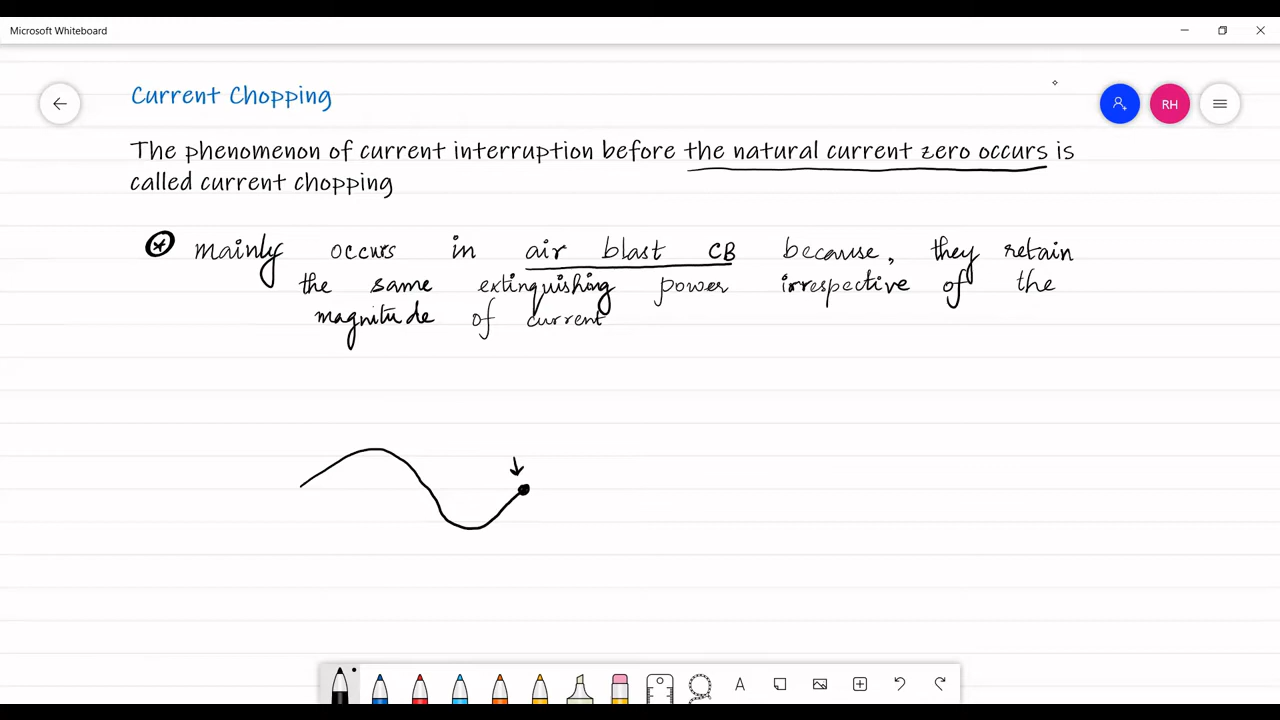 Microsoft Whiteboard
Current Chopping
RH
The phenomenon of current interruption before the natural current zero occurs is
called current chopping
mainly occurs in air blast CB because, they retain
the same extinguishing power irrespective of the
magnitude of current
A